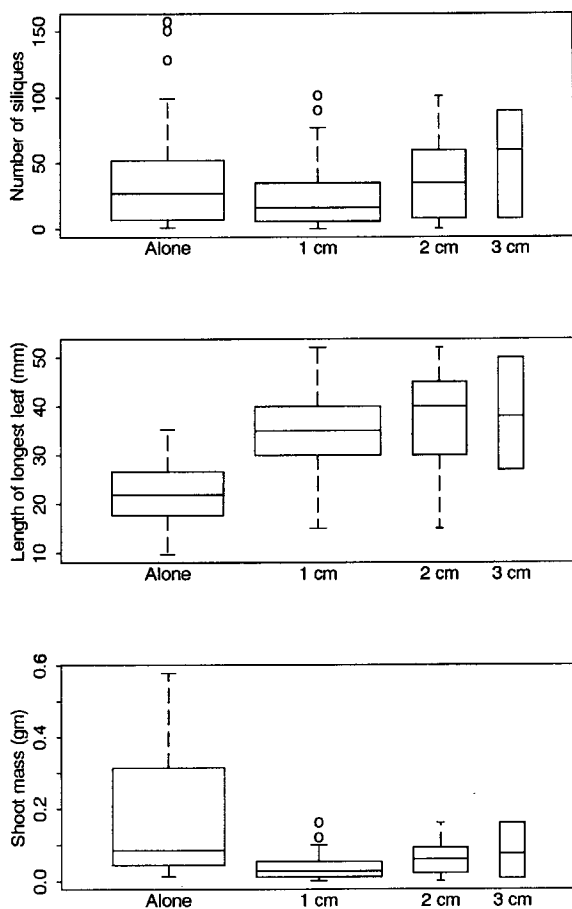 Number of siliques
150
100
50
0
Alone 1 cm 2 cm 3 cm
Length of longest leaf (mm)
50
40
30
20
10
Alone 1 cm 2 cm 3 cm
Shoot mass (gm)
0.6
0.4
0.2
0.0
Alone 1 cm 2 cm 3 cm